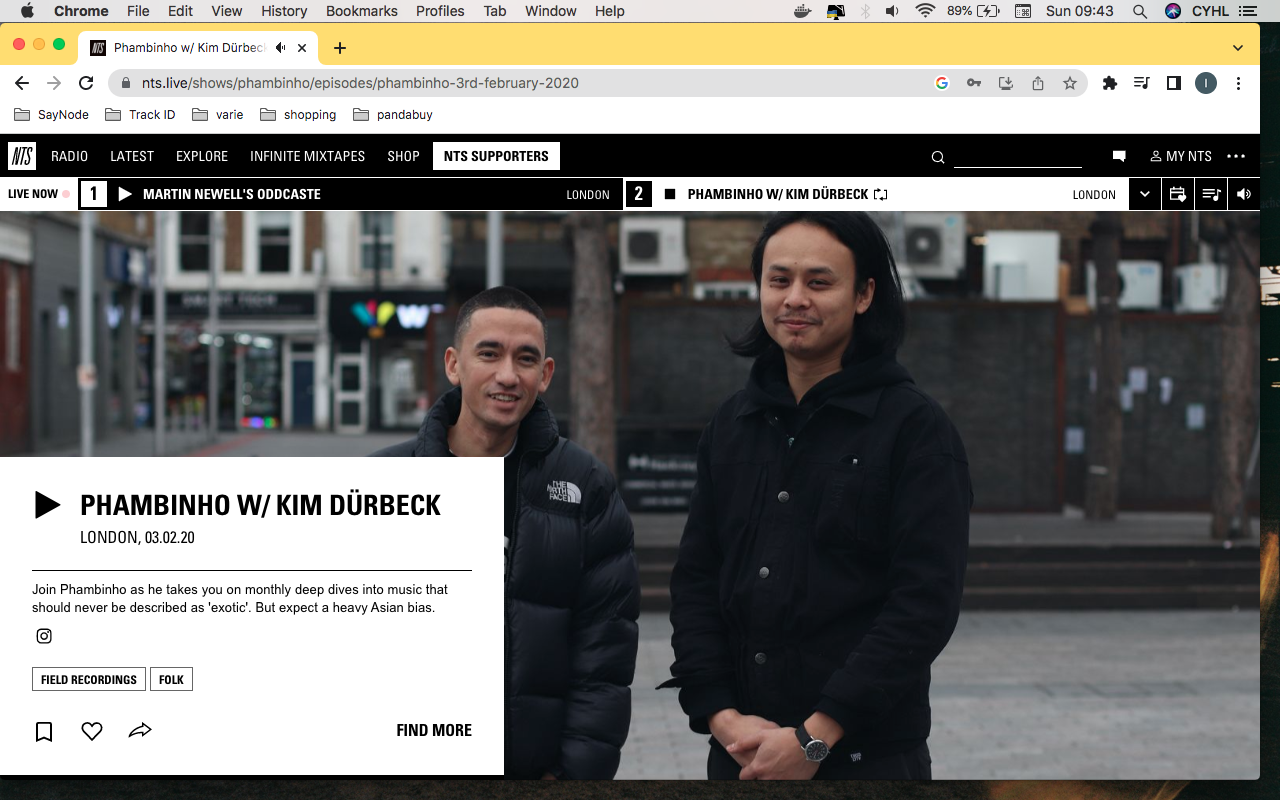 Chrome File Edit View History Bookmarks Profiles Tab Window Help 89% Sun 09:43 CYHL
NTS Phambinho w/ Kim Dürbeck
nts.live/shows/phambinho/episodes/phambinho-3rd-february-2020 I
SayNode Track ID varie shopping pandabuy
NTS RADIO LATEST EXPLORE INFINITE MIXTAPES SHOP NTS SUPPORTERS MY NTS
LIVE NOW 1 MARTIN NEWELL'S ODDCASTE LONDON 2 PHAMBINHO W/ KIM DÜRBECK LONDON
THE
NORTH
FACE
PHAMBINHO W/ KIM DÜRBECK
LONDON, 03.02.20
Join Phambinho as he takes you on monthly deep dives into music that
should never be described as 'exotic'. But expect a heavy Asian bias.
FIELD RECORDINGS FOLK
FIND MORE